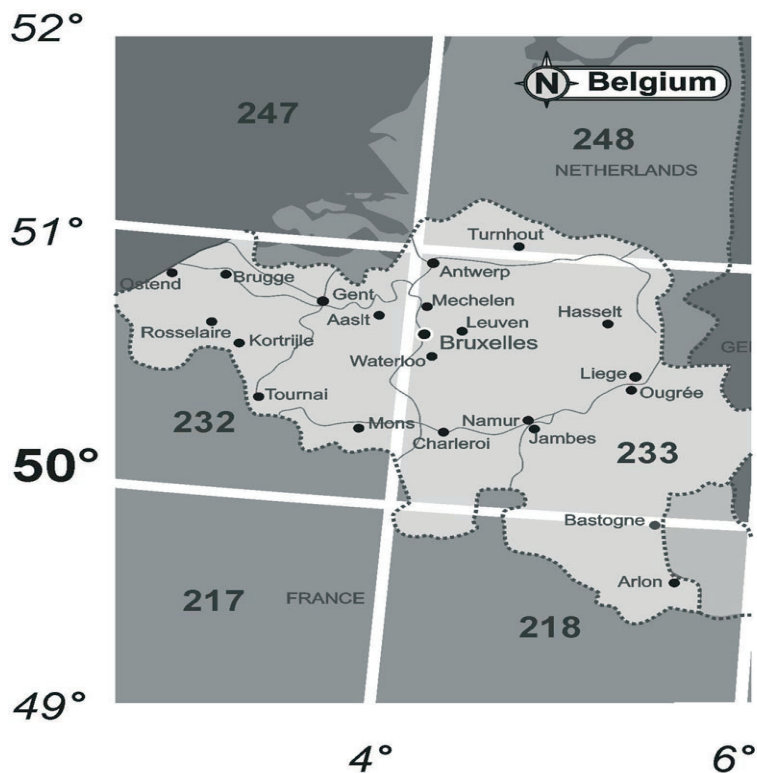 52°
N Belgium
247
248
NETHERLANDS
51°
Turnhout
Antwerp
Ostend
Brugge
Gent
Mechelen
Aaslt
Hasselt
Rosselaire
Leuven
Kortrijle
Bruxelles
GE
Waterloo
Liege
Ougrée
Tournai
232
Mons
Namur
Charleroi
Jambes
233
50°
Bastogne
Arlon
217
FRANCE
218
49°
4°
6°